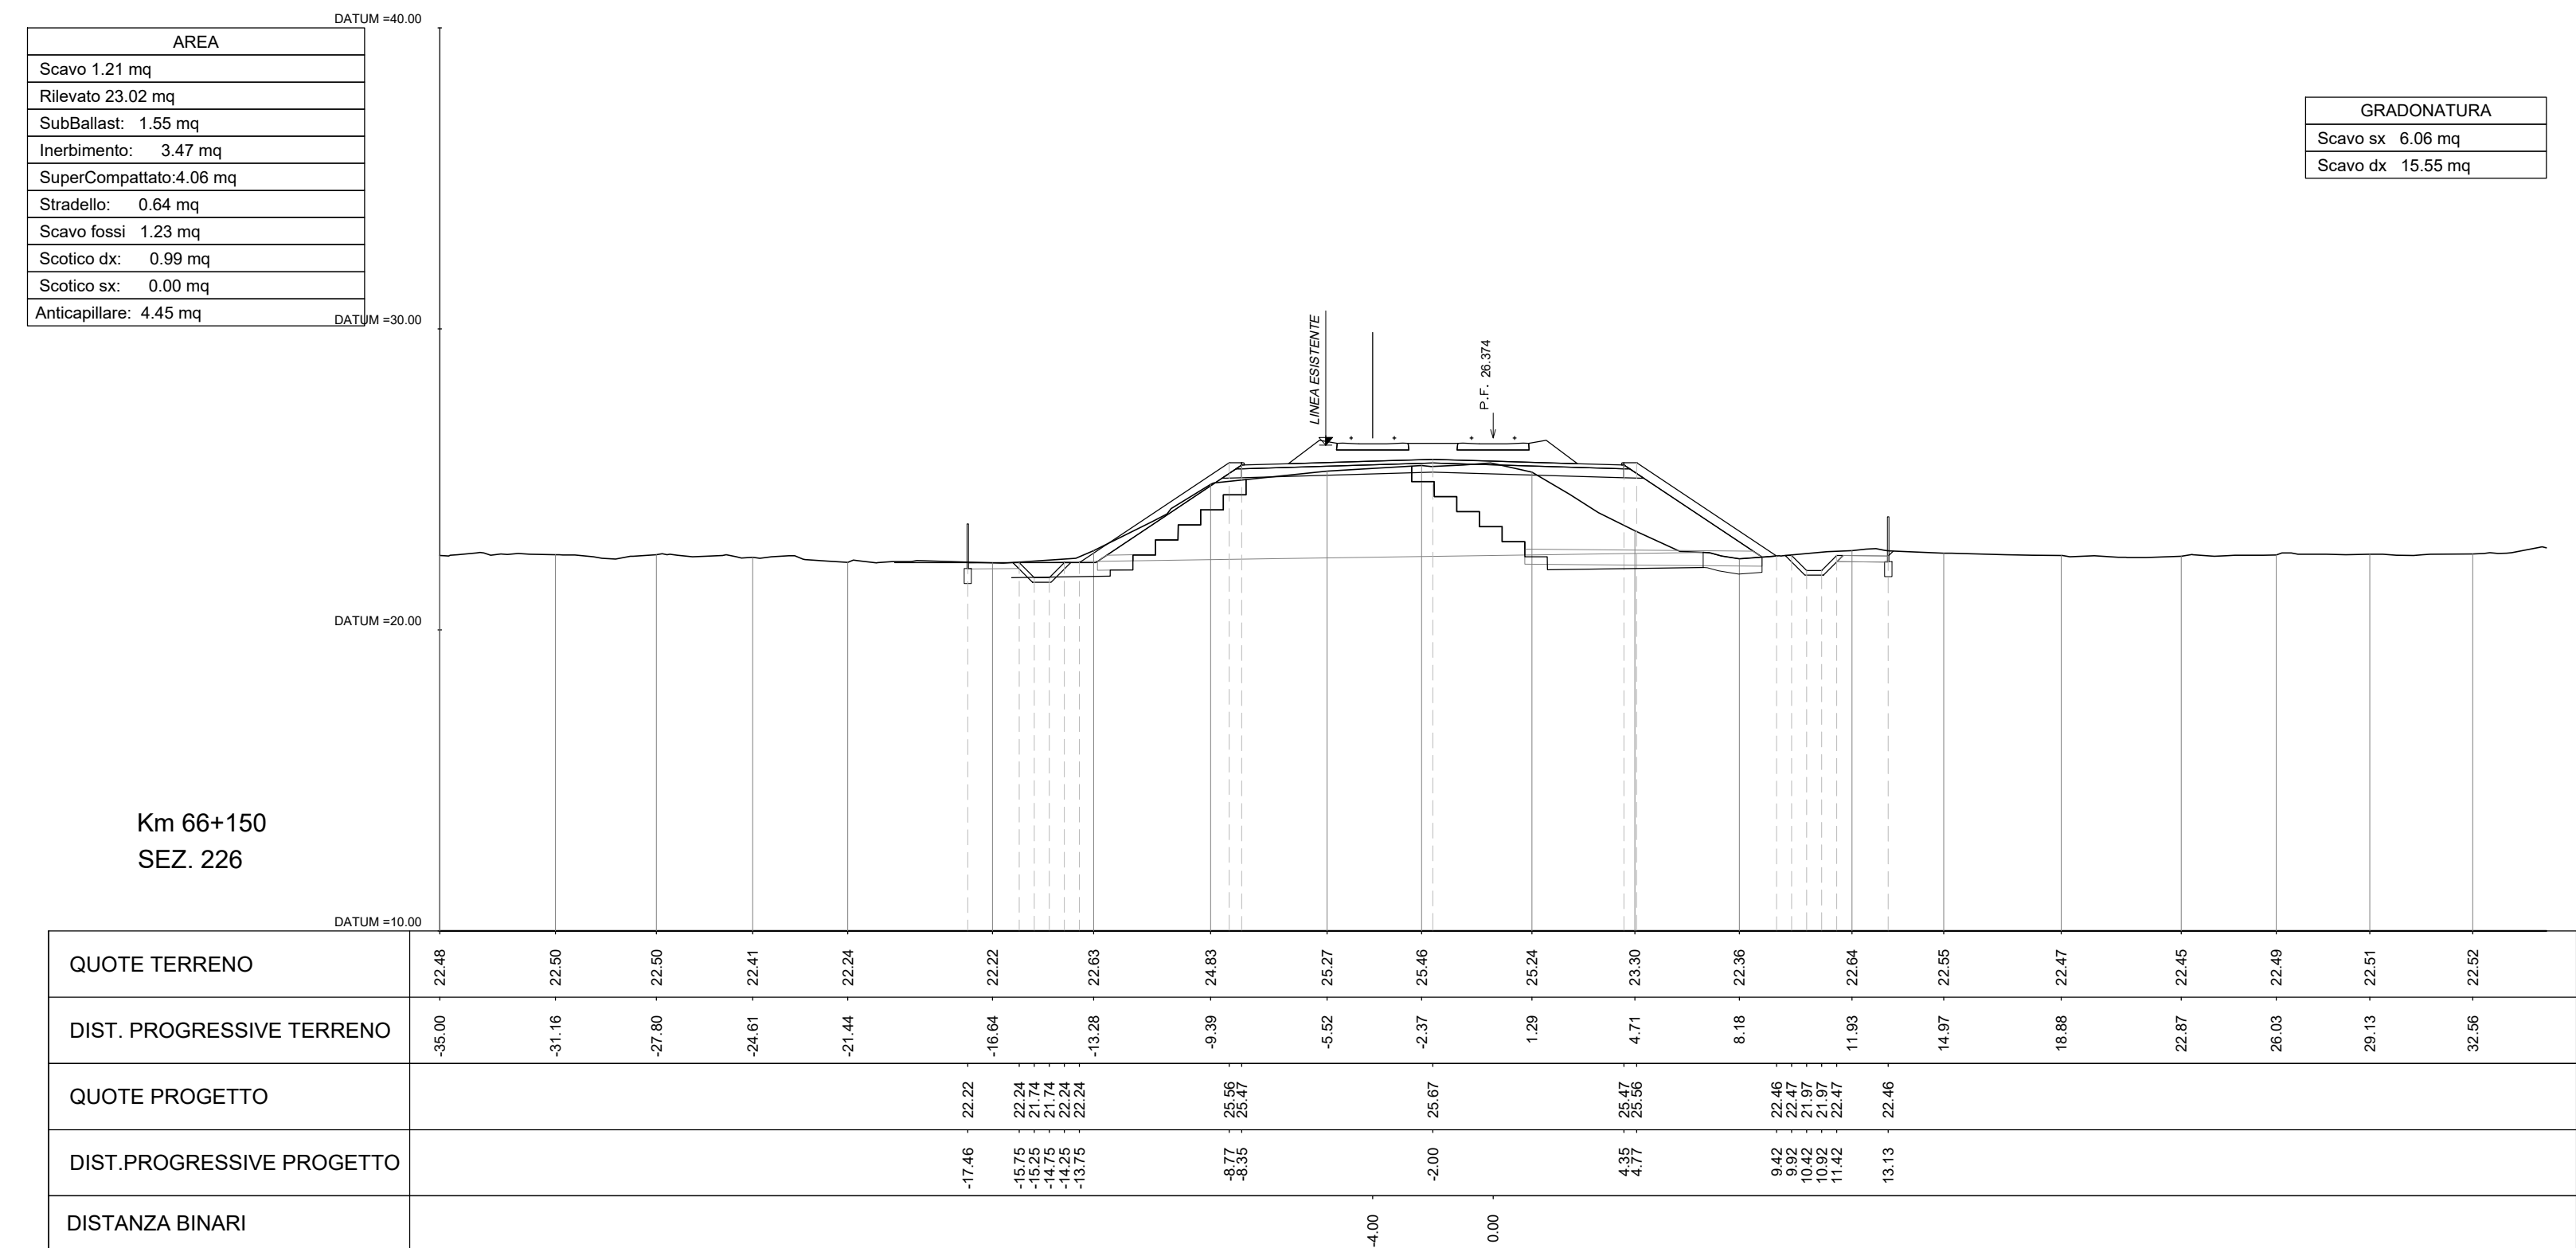 DATUM =40.00
AREA
Scavo 1.21 mq
Rilevato 23.02 mq
SubBallast: 1.55 mq
Inerbimento: 3.47 mq
SuperCompattato:4.06 mq
Stradello: 0.64 mq
Scavo fossi 1.23 mq
Scotico dx: 0.99 mq
Scotico sx: 0.00 mq
Anticapillare: 4.45 mq
GRADONATURA
Scavo sx 6.06 mq
Scavo dx 15.55 mq
DATUM =30.00
LINEA ESISTENTE
P.F. 26.374
DATUM =20.00
Km 66+150
SEZ. 226
DATUM =10.00
QUOTE TERRENO 22.48 22.50 22.50 22.41 22.24 22.22 22.63 24.83 25.27 25.46 25.24 23.30 22.36 22.64 22.55 22.47 22.45 22.49 22.51 22.52
DIST. PROGRESSIVE TERRENO -35.00 -31.16 -27.80 -24.61 -21.44 -16.64 -13.28 -9.39 -5.52 -2.37 1.29 4.71 8.18 11.93 14.97 18.88 22.87 26.03 29.13 32.56
QUOTE PROGETTO 22.22 22.24 21.74 21.74 22.24 22.24 25.56 25.47 25.67 25.47 25.56 22.46 22.47 21.97 21.97 22.47 22.46
DIST.PROGRESSIVE PROGETTO -17.46 -15.75 -15.25 -14.75 -14.25 -13.75 -8.77 -8.35 -2.00 4.35 4.77 9.42 9.92 10.42 10.92 11.42 13.13
DISTANZA BINARI -4.00 0.00